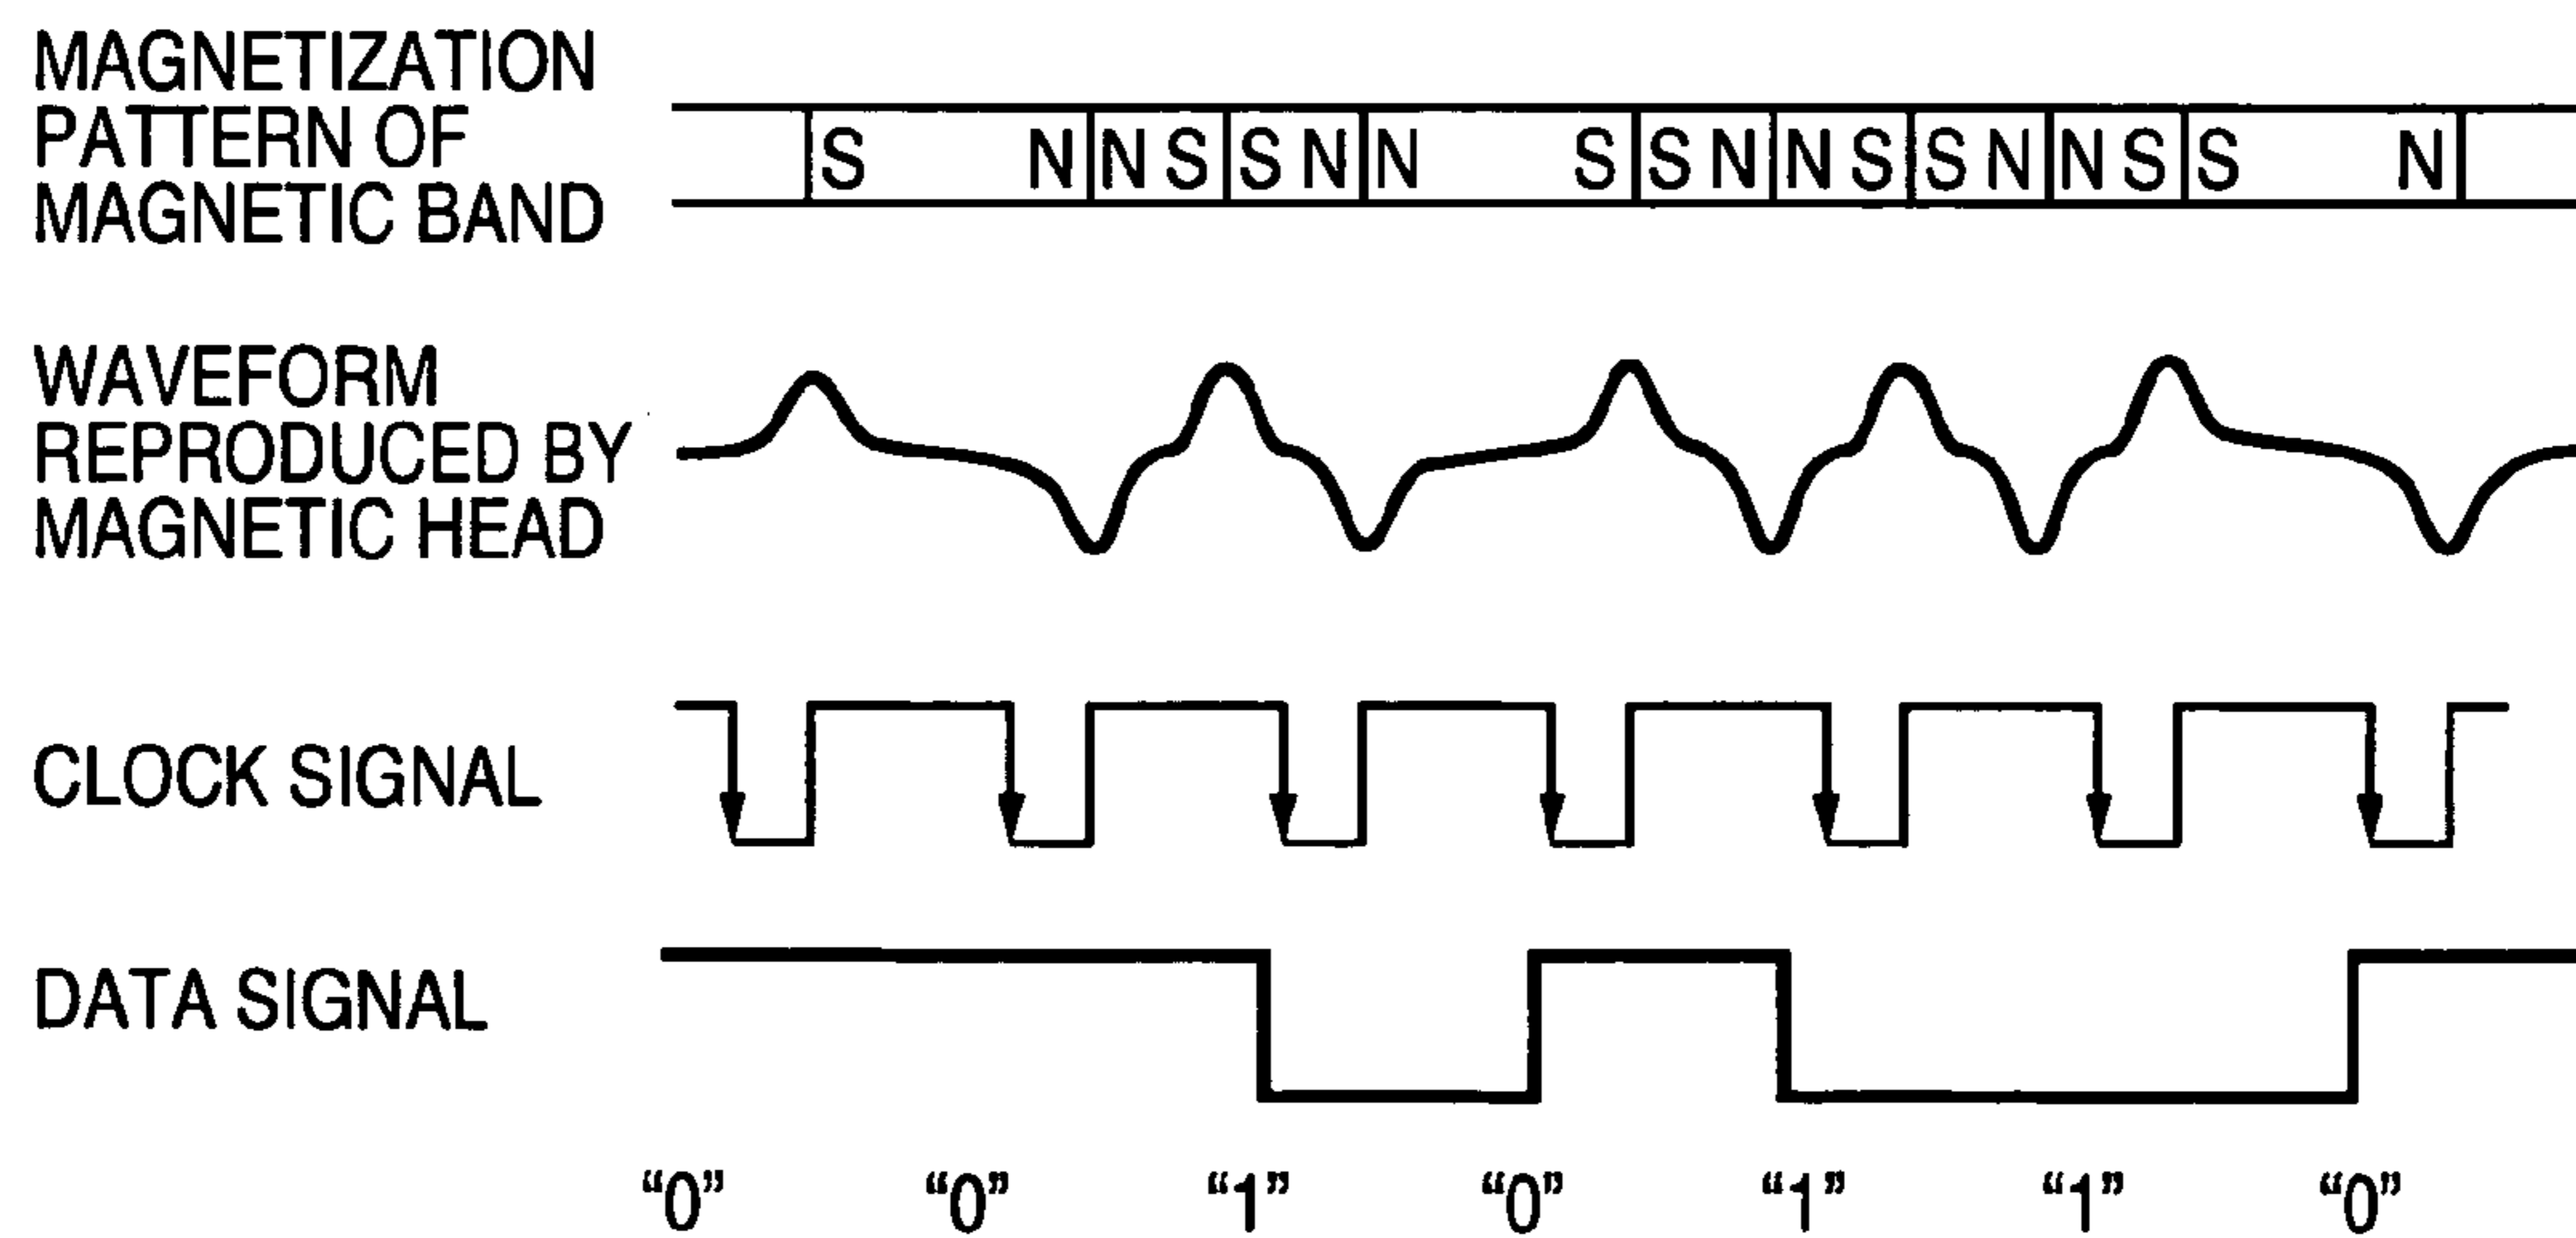 MAGNETIZATION
PATTERN OF
MAGNETIC BAND
S N N S S N N S S N N S S N N S S N
WAVEFORM
REPRODUCED BY
MAGNETIC HEAD
CLOCK SIGNAL
DATA SIGNAL
“0” “0” “1” “0” “1” “1” “0”